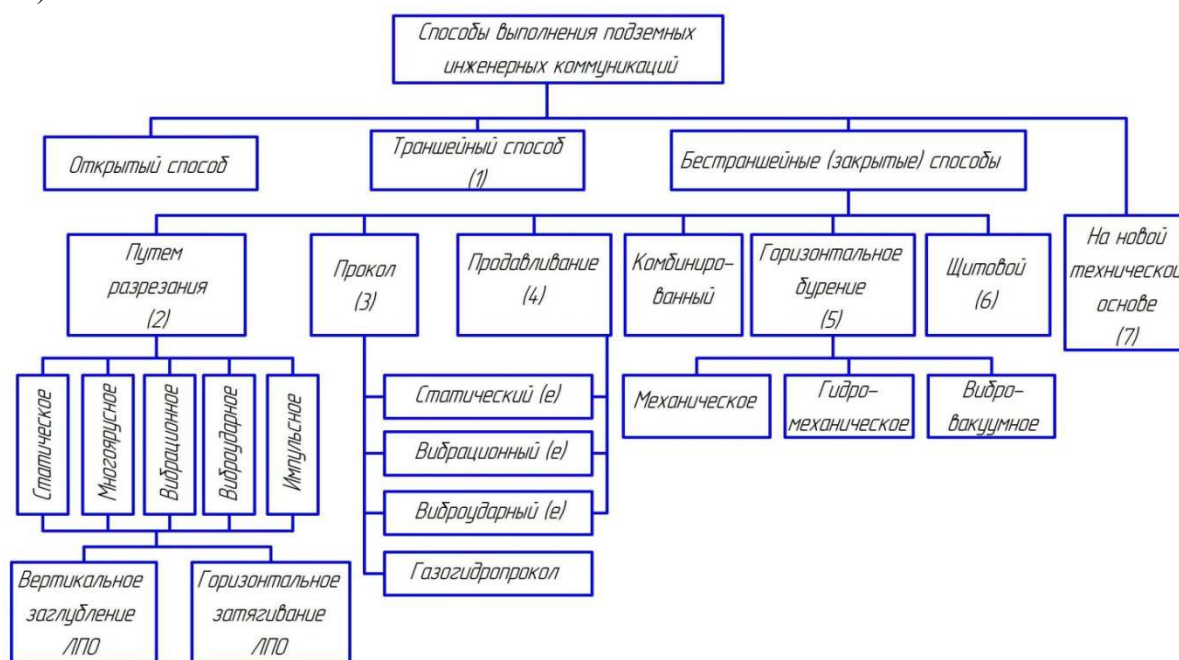 Способы выполнения подземных
инженерных коммуникаций
Открытый способ
Траншейный способ
(1)
Бестраншейные (закрытые) способы
На новой
технической
основе
(7)
Путем
разрезания
(2)
Прокол
(3)
Продавливание
(4)
Комбиниро-
ванный
Горизонтальное
бурение
(5)
Щитовой
(6)
Статическое
Многоярусное
Вибрационное
Виброударное
Импульсное
Статический (е)
Вибрационный (е)
Виброударный (е)
Газогидропрокол
Механическое
Гидро-
механическое
Вибро-
вакуумное
Вертикальное
заглубление
ЛПО
Горизонтальное
затягивание
ЛПО